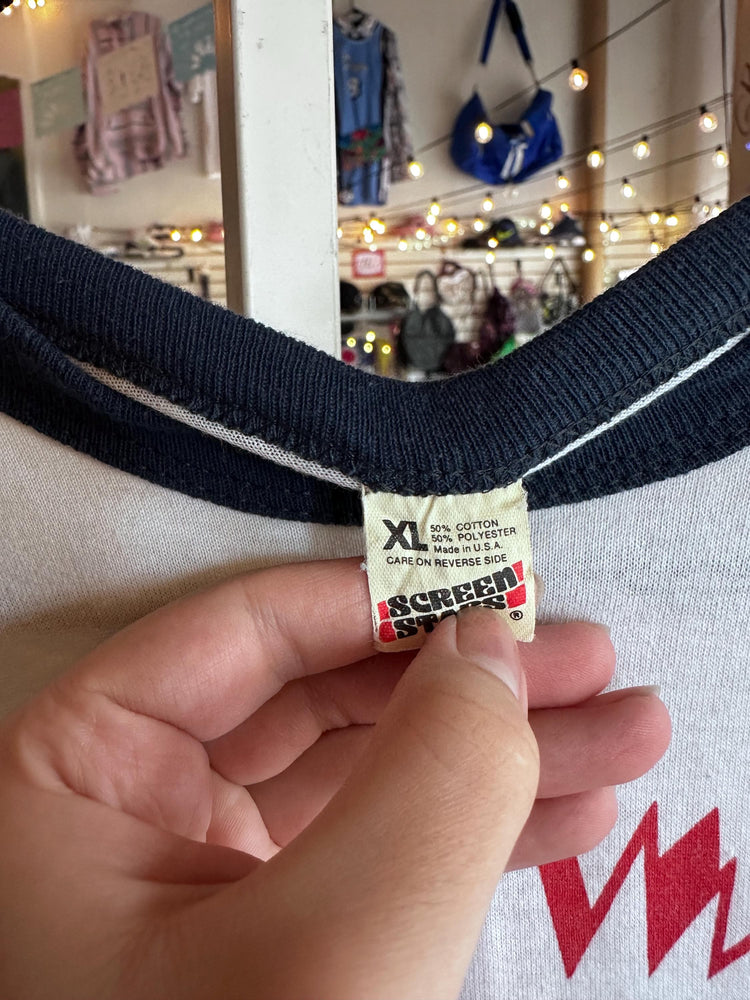 XL
50% COTTON
50% POLYESTER
Made in U.S.A.
CARE ON REVERSE SIDE
SCREEN
STARS ®